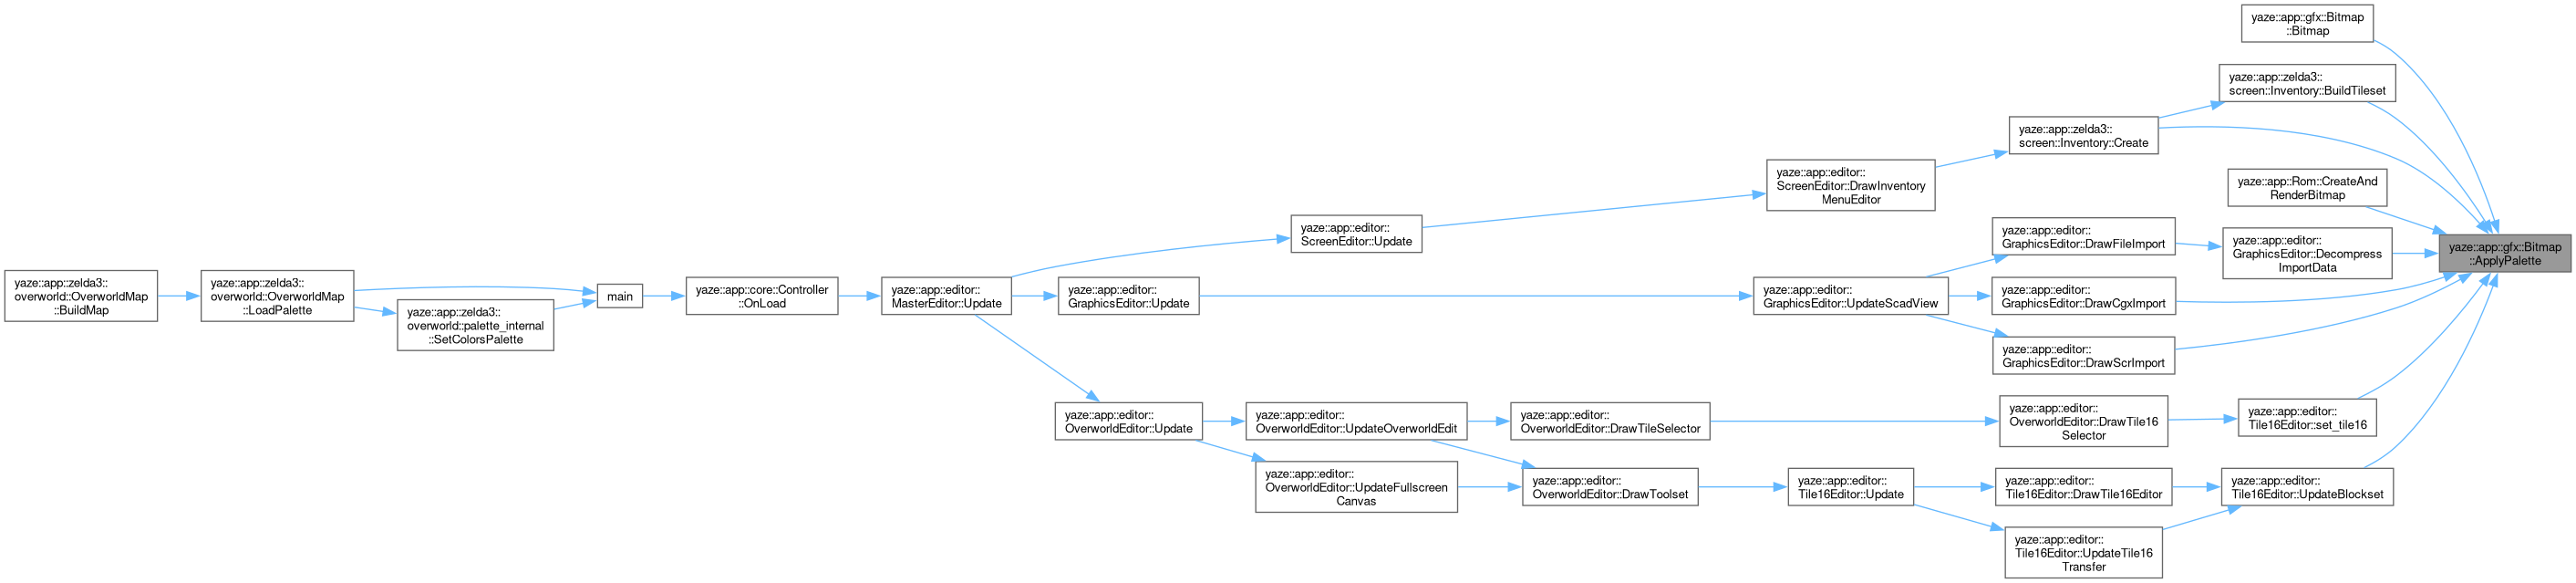 yaze::app::zelda3::
overworld::OverworldMap
::BuildMap
yaze::app::zelda3::
overworld::OverworldMap
::LoadPalette
yaze::app::zelda3::
overworld::palette_internal
::SetColorsPalette
main
yaze::app::core::Controller
::OnLoad
yaze::app::editor::
MasterEditor::Update
yaze::app::editor::
ScreenEditor::Update
yaze::app::editor::
GraphicsEditor::Update
yaze::app::editor::
OverworldEditor::Update
yaze::app::editor::
OverworldEditor::UpdateOverworldEdit
yaze::app::editor::
OverworldEditor::UpdateFullscreen
Canvas
yaze::app::editor::
OverworldEditor::DrawTileSelector
yaze::app::editor::
OverworldEditor::DrawToolset
yaze::app::editor::
ScreenEditor::DrawInventory
MenuEditor
yaze::app::editor::
GraphicsEditor::UpdateScadView
yaze::app::editor::
Tile16Editor::Update
yaze::app::zelda3::
screen::Inventory::Create
yaze::app::editor::
GraphicsEditor::DrawFileImport
yaze::app::editor::
GraphicsEditor::DrawCgxImport
yaze::app::editor::
GraphicsEditor::DrawScrImport
yaze::app::editor::
OverworldEditor::DrawTile16
Selector
yaze::app::editor::
Tile16Editor::DrawTile16Editor
yaze::app::editor::
Tile16Editor::UpdateTile16
Transfer
yaze::app::gfx::Bitmap
::Bitmap
yaze::app::zelda3::
screen::Inventory::BuildTileset
yaze::app::Rom::CreateAnd
RenderBitmap
yaze::app::editor::
GraphicsEditor::Decompress
ImportData
yaze::app::editor::
Tile16Editor::set_tile16
yaze::app::editor::
Tile16Editor::UpdateBlockset
yaze::app::gfx::Bitmap
::ApplyPalette